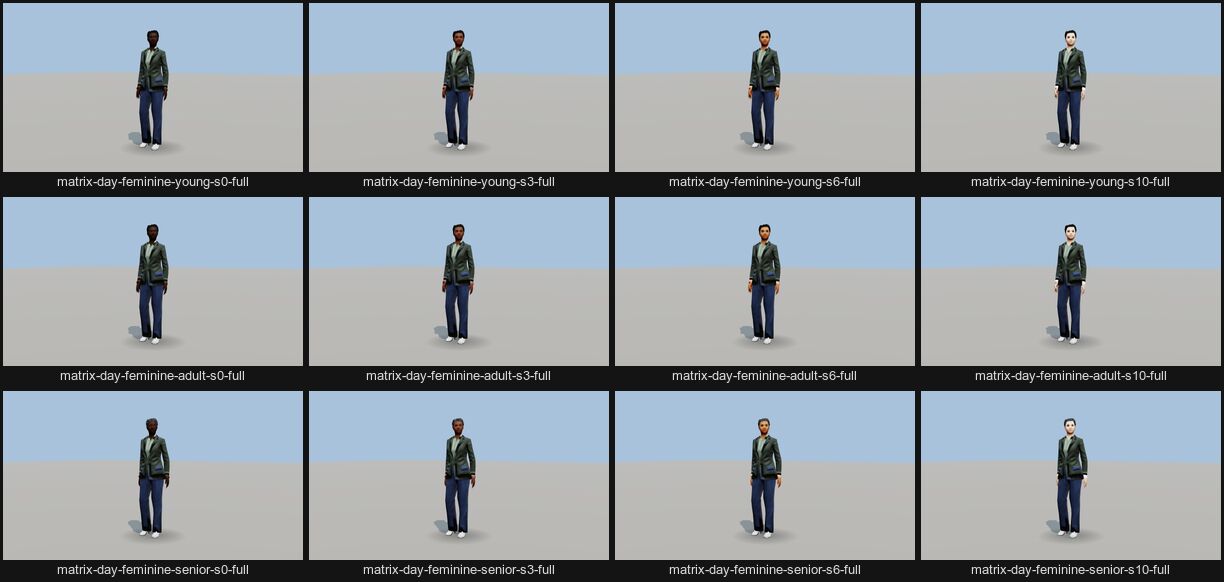 matrix-day-feminine-young-s0-full
matrix-day-feminine-young-s3-full
matrix-day-feminine-young-s6-full
matrix-day-feminine-young-s10-full
matrix-day-feminine-adult-s0-full
matrix-day-feminine-adult-s3-full
matrix-day-feminine-adult-s6-full
matrix-day-feminine-adult-s10-full
matrix-day-feminine-senior-s0-full
matrix-day-feminine-senior-s3-full
matrix-day-feminine-senior-s6-full
matrix-day-feminine-senior-s10-full